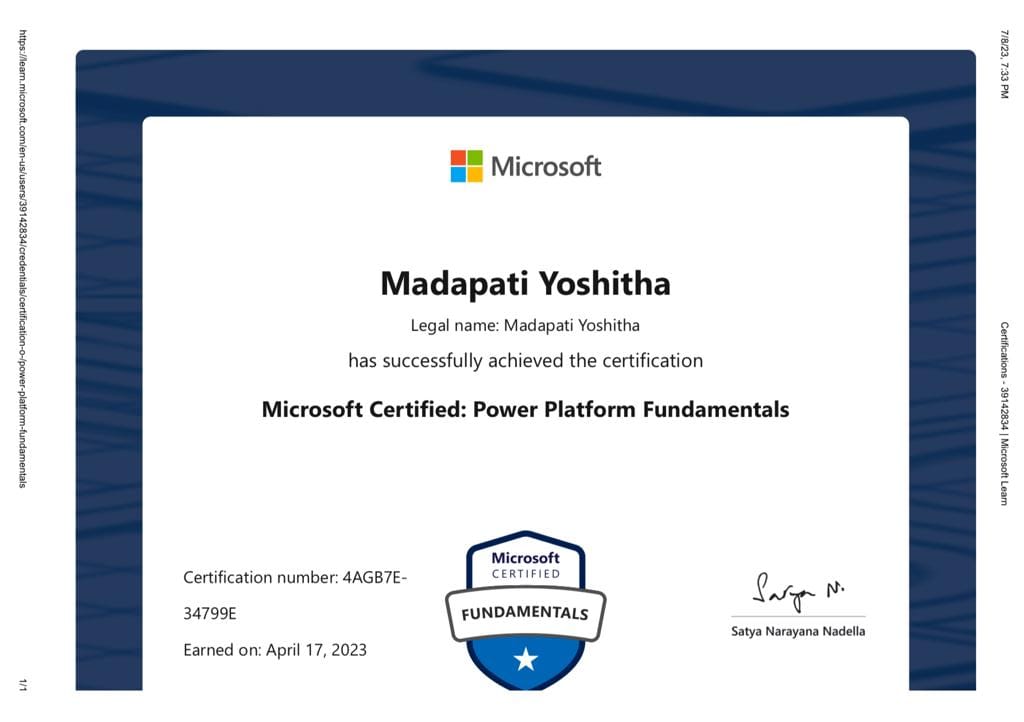 7/8/23, 7:33 PM
Certifications - 39142834 | Microsoft Learn
Microsoft
Madapati Yoshitha
Legal name: Madapati Yoshitha
has successfully achieved the certification
Microsoft Certified: Power Platform Fundamentals
Certification number: 4AGB7E-
34799E
Earned on: April 17, 2023
Microsoft
CERTIFIED
FUNDAMENTALS
Satya N.
Satya Narayana Nadella
https://learn.microsoft.com/en-us/users/39142834/credentials/certification-o-/power-platform-fundamentals
1/1